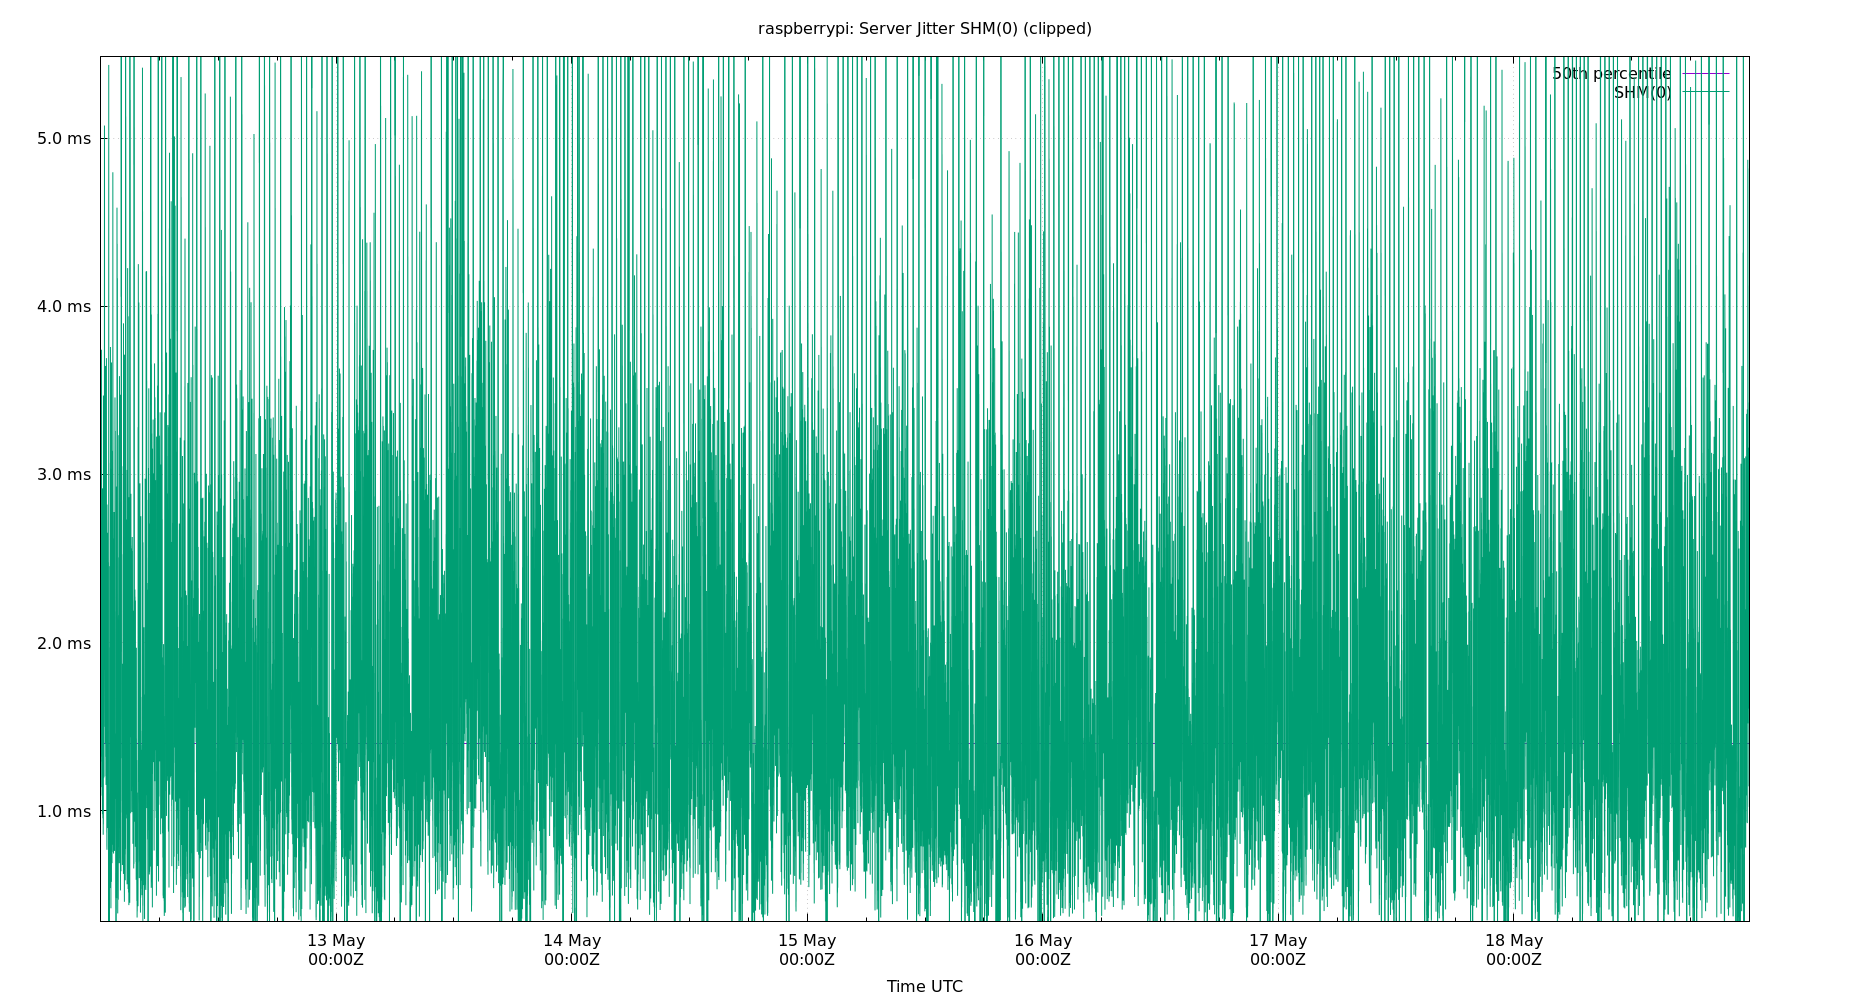 raspberrypi: Server Jitter SHM(0) (clipped)
50th percentile
SHM(0)
5.0 ms
4.0 ms
3.0 ms
2.0 ms
1.0 ms
13 May 14 May 15 May 16 May 17 May 18 May
00:00Z 00:00Z 00:00Z 00:00Z 00:00Z 00:00Z
Time UTC